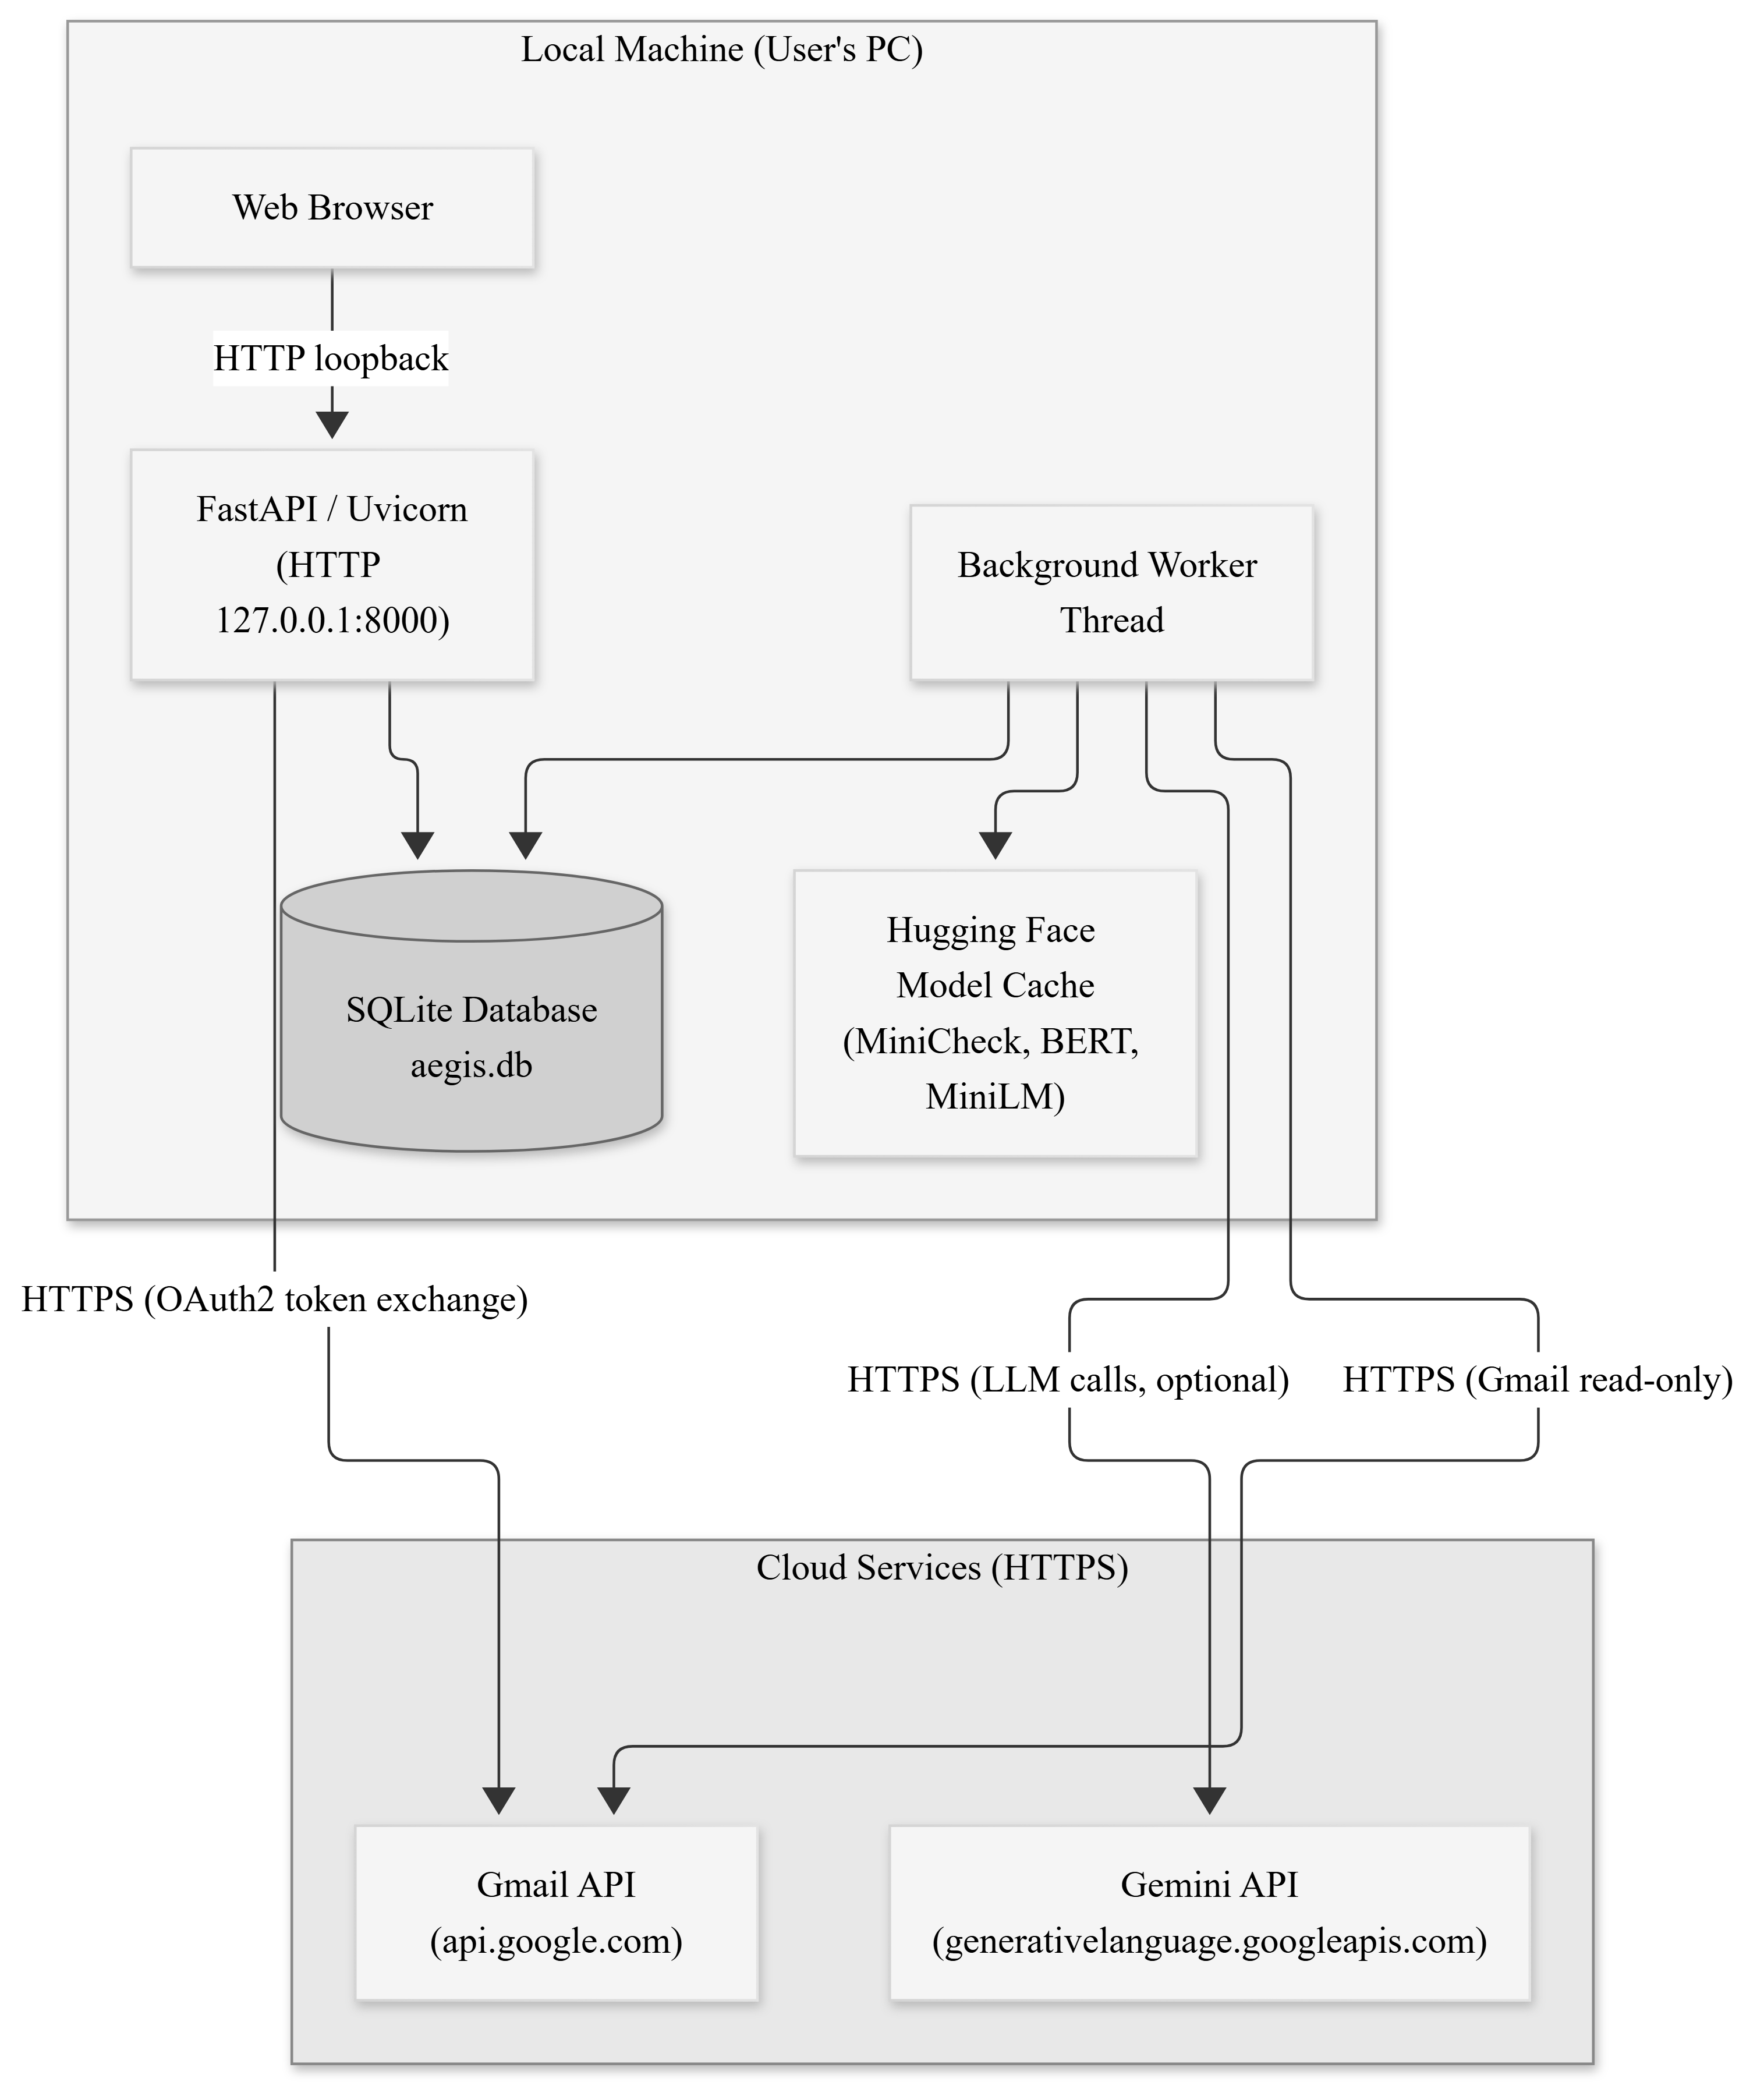 Local Machine (User's PC)
Web Browser
HTTP loopback
FastAPI / Uvicorn
(HTTP
127.0.0.1:8000)
Background Worker
Thread
SQLite Database
aegis.db
Hugging Face
Model Cache
(MiniCheck, BERT,
MiniLM)
HTTPS (OAuth2 token exchange)
HTTPS (LLM calls, optional)
HTTPS (Gmail read-only)
Cloud Services (HTTPS)
Gmail API
(api.google.com)
Gemini API
(generativelanguage.googleapis.com)